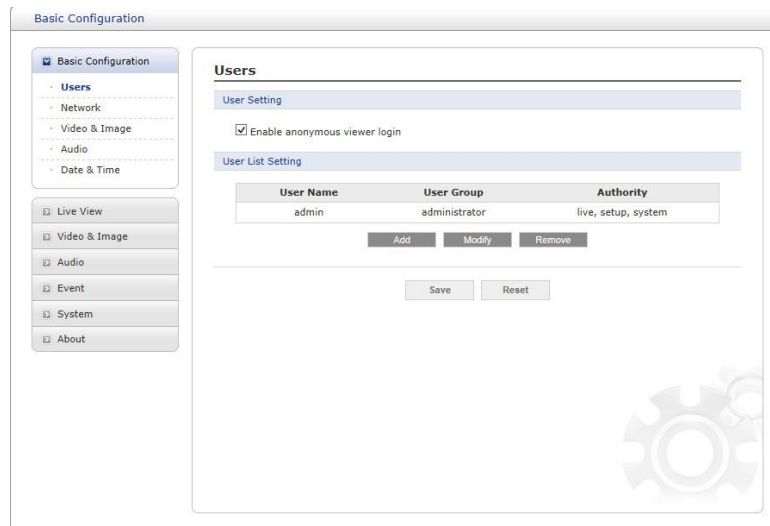 Basic Configuration
Basic Configuration
Users
Network
Video & Image
Audio
Date & Time
Live View
Video & Image
Audio
Event
System
About
Users
User Setting
Enable anonymous viewer login
User List Setting
User Name User Group Authority
admin administrator live, setup, system
Add Modify Remove
Save Reset